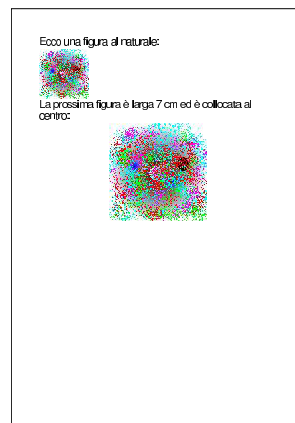 Ecco una figura al naturale:
La prossima figura è larga 7 cm ed è collocata al
centro: